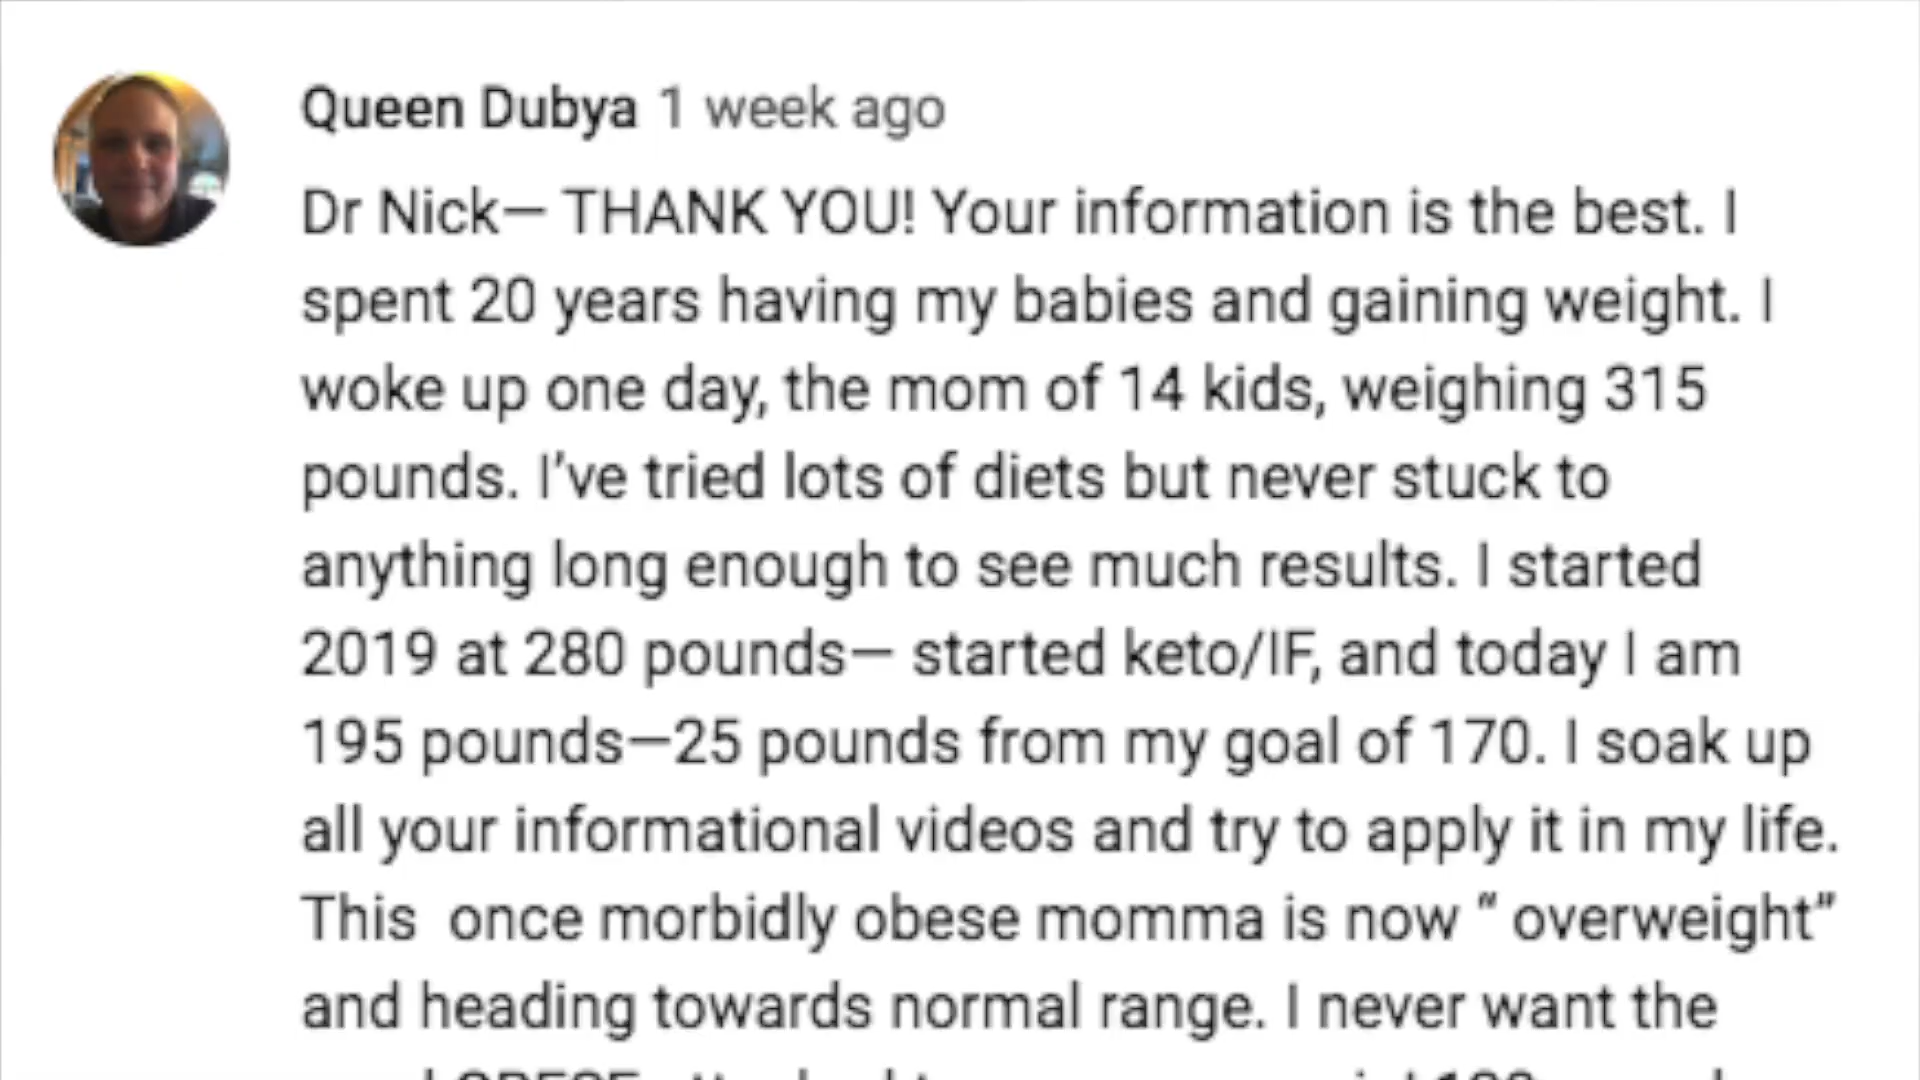 Queen Dubya 1 week ago
Dr Nick— THANK YOU! Your information is the best. I
spent 20 years having my babies and gaining weight. I
woke up one day, the mom of 14 kids, weighing 315
pounds. I’ve tried lots of diets but never stuck to
anything long enough to see much results. I started
2019 at 280 pounds— started keto/IF, and today I am
195 pounds—25 pounds from my goal of 170. I soak up
all your informational videos and try to apply it in my life.
This  once morbidly obese momma is now “ overweight”
and heading towards normal range. I never want the